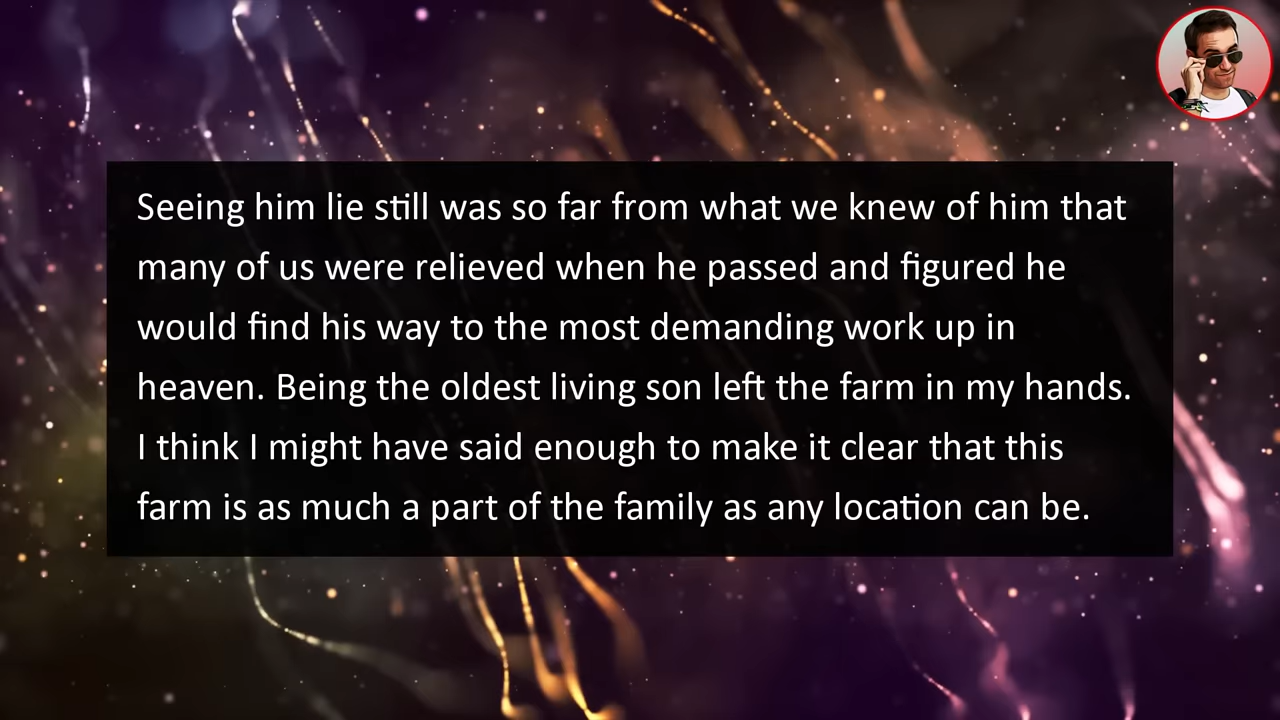 Seeing him lie still was so far from what we knew of him that
many of us were relieved when he passed and figured he
would find his way to the most demanding work up in
heaven. Being the oldest living son left the farm in my hands.
I think I might have said enough to make it clear that this
farm is as much a part of the family as any location can be.